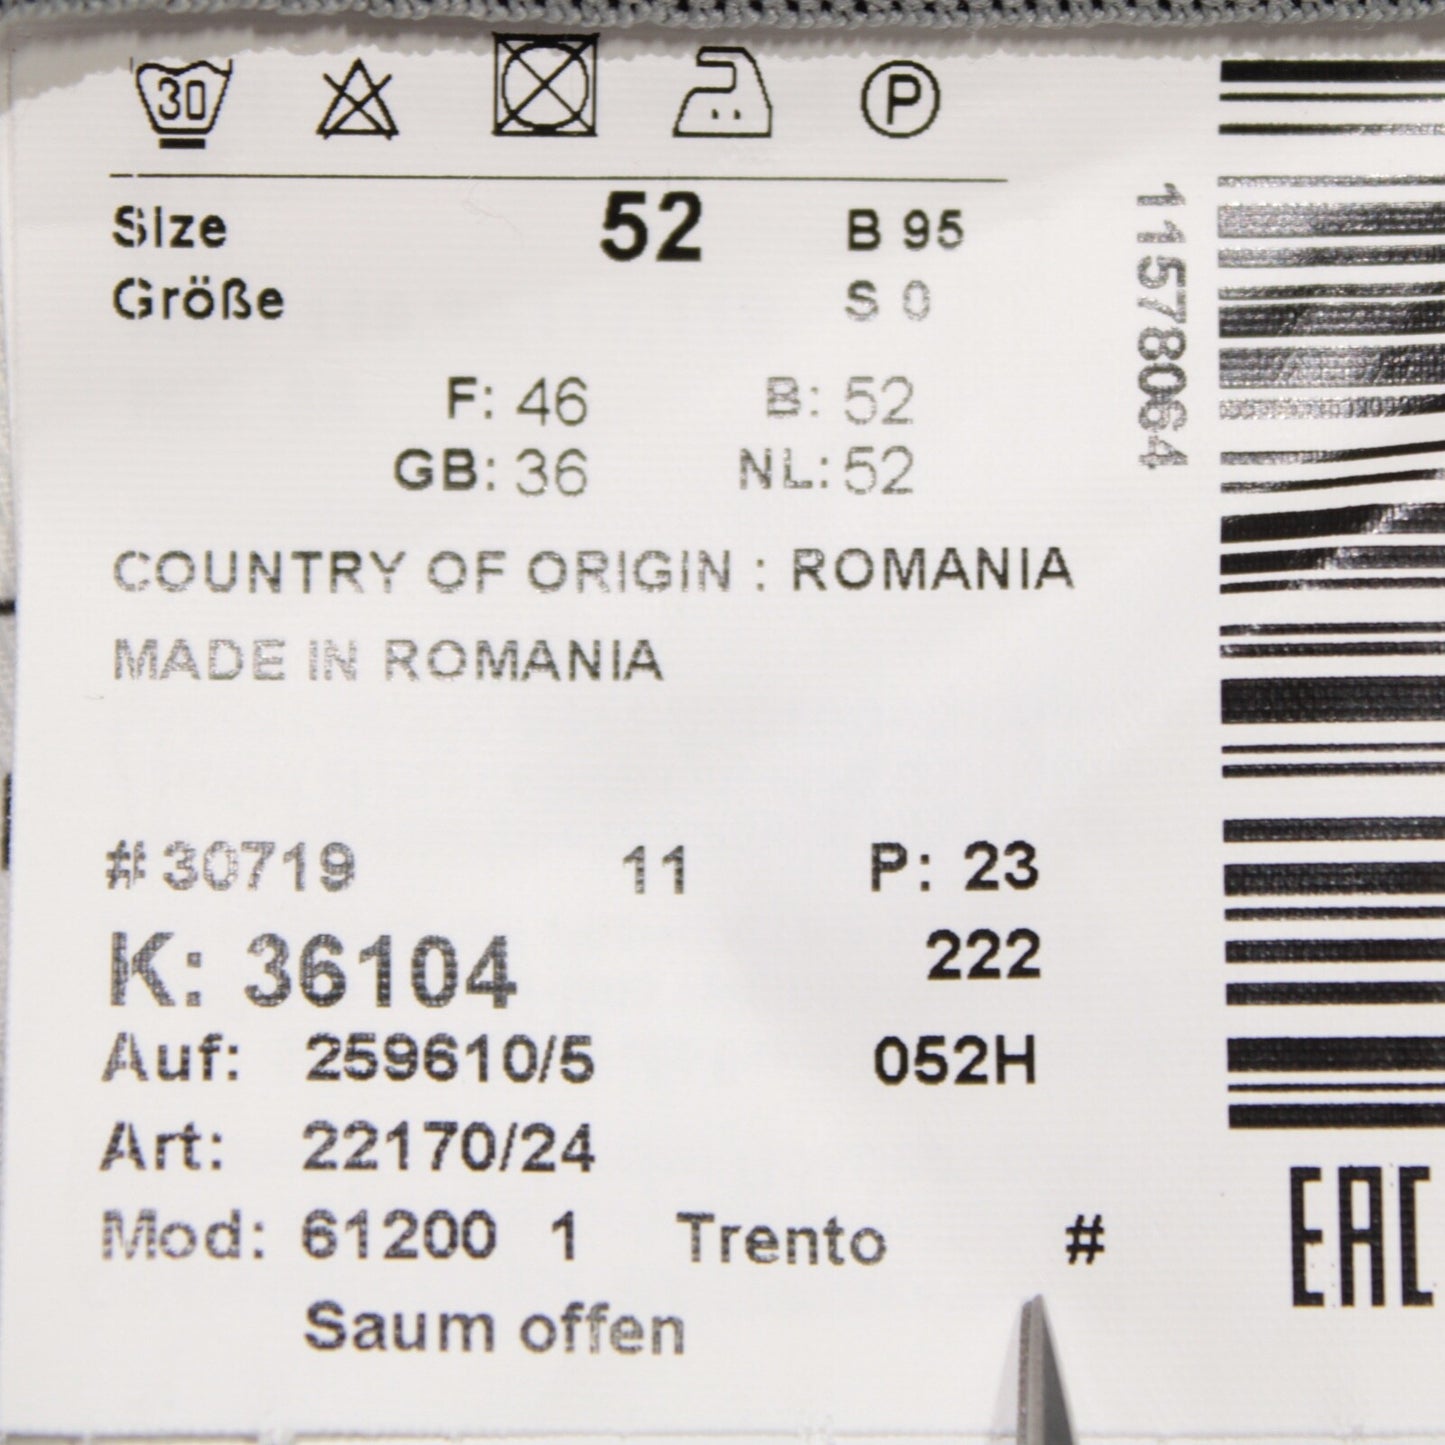 30 P
Size 52 B 95
Größe S 0
F: 46 B: 52
GB: 36 NL: 52
COUNTRY OF ORIGIN : ROMANIA
MADE IN ROMANIA
#30719 11 P: 23
K: 36104 222
Auf: 259610/5 052H
Art: 22170/24
Mod: 61200 1 Trento #
Saum offen
11578064
EAC